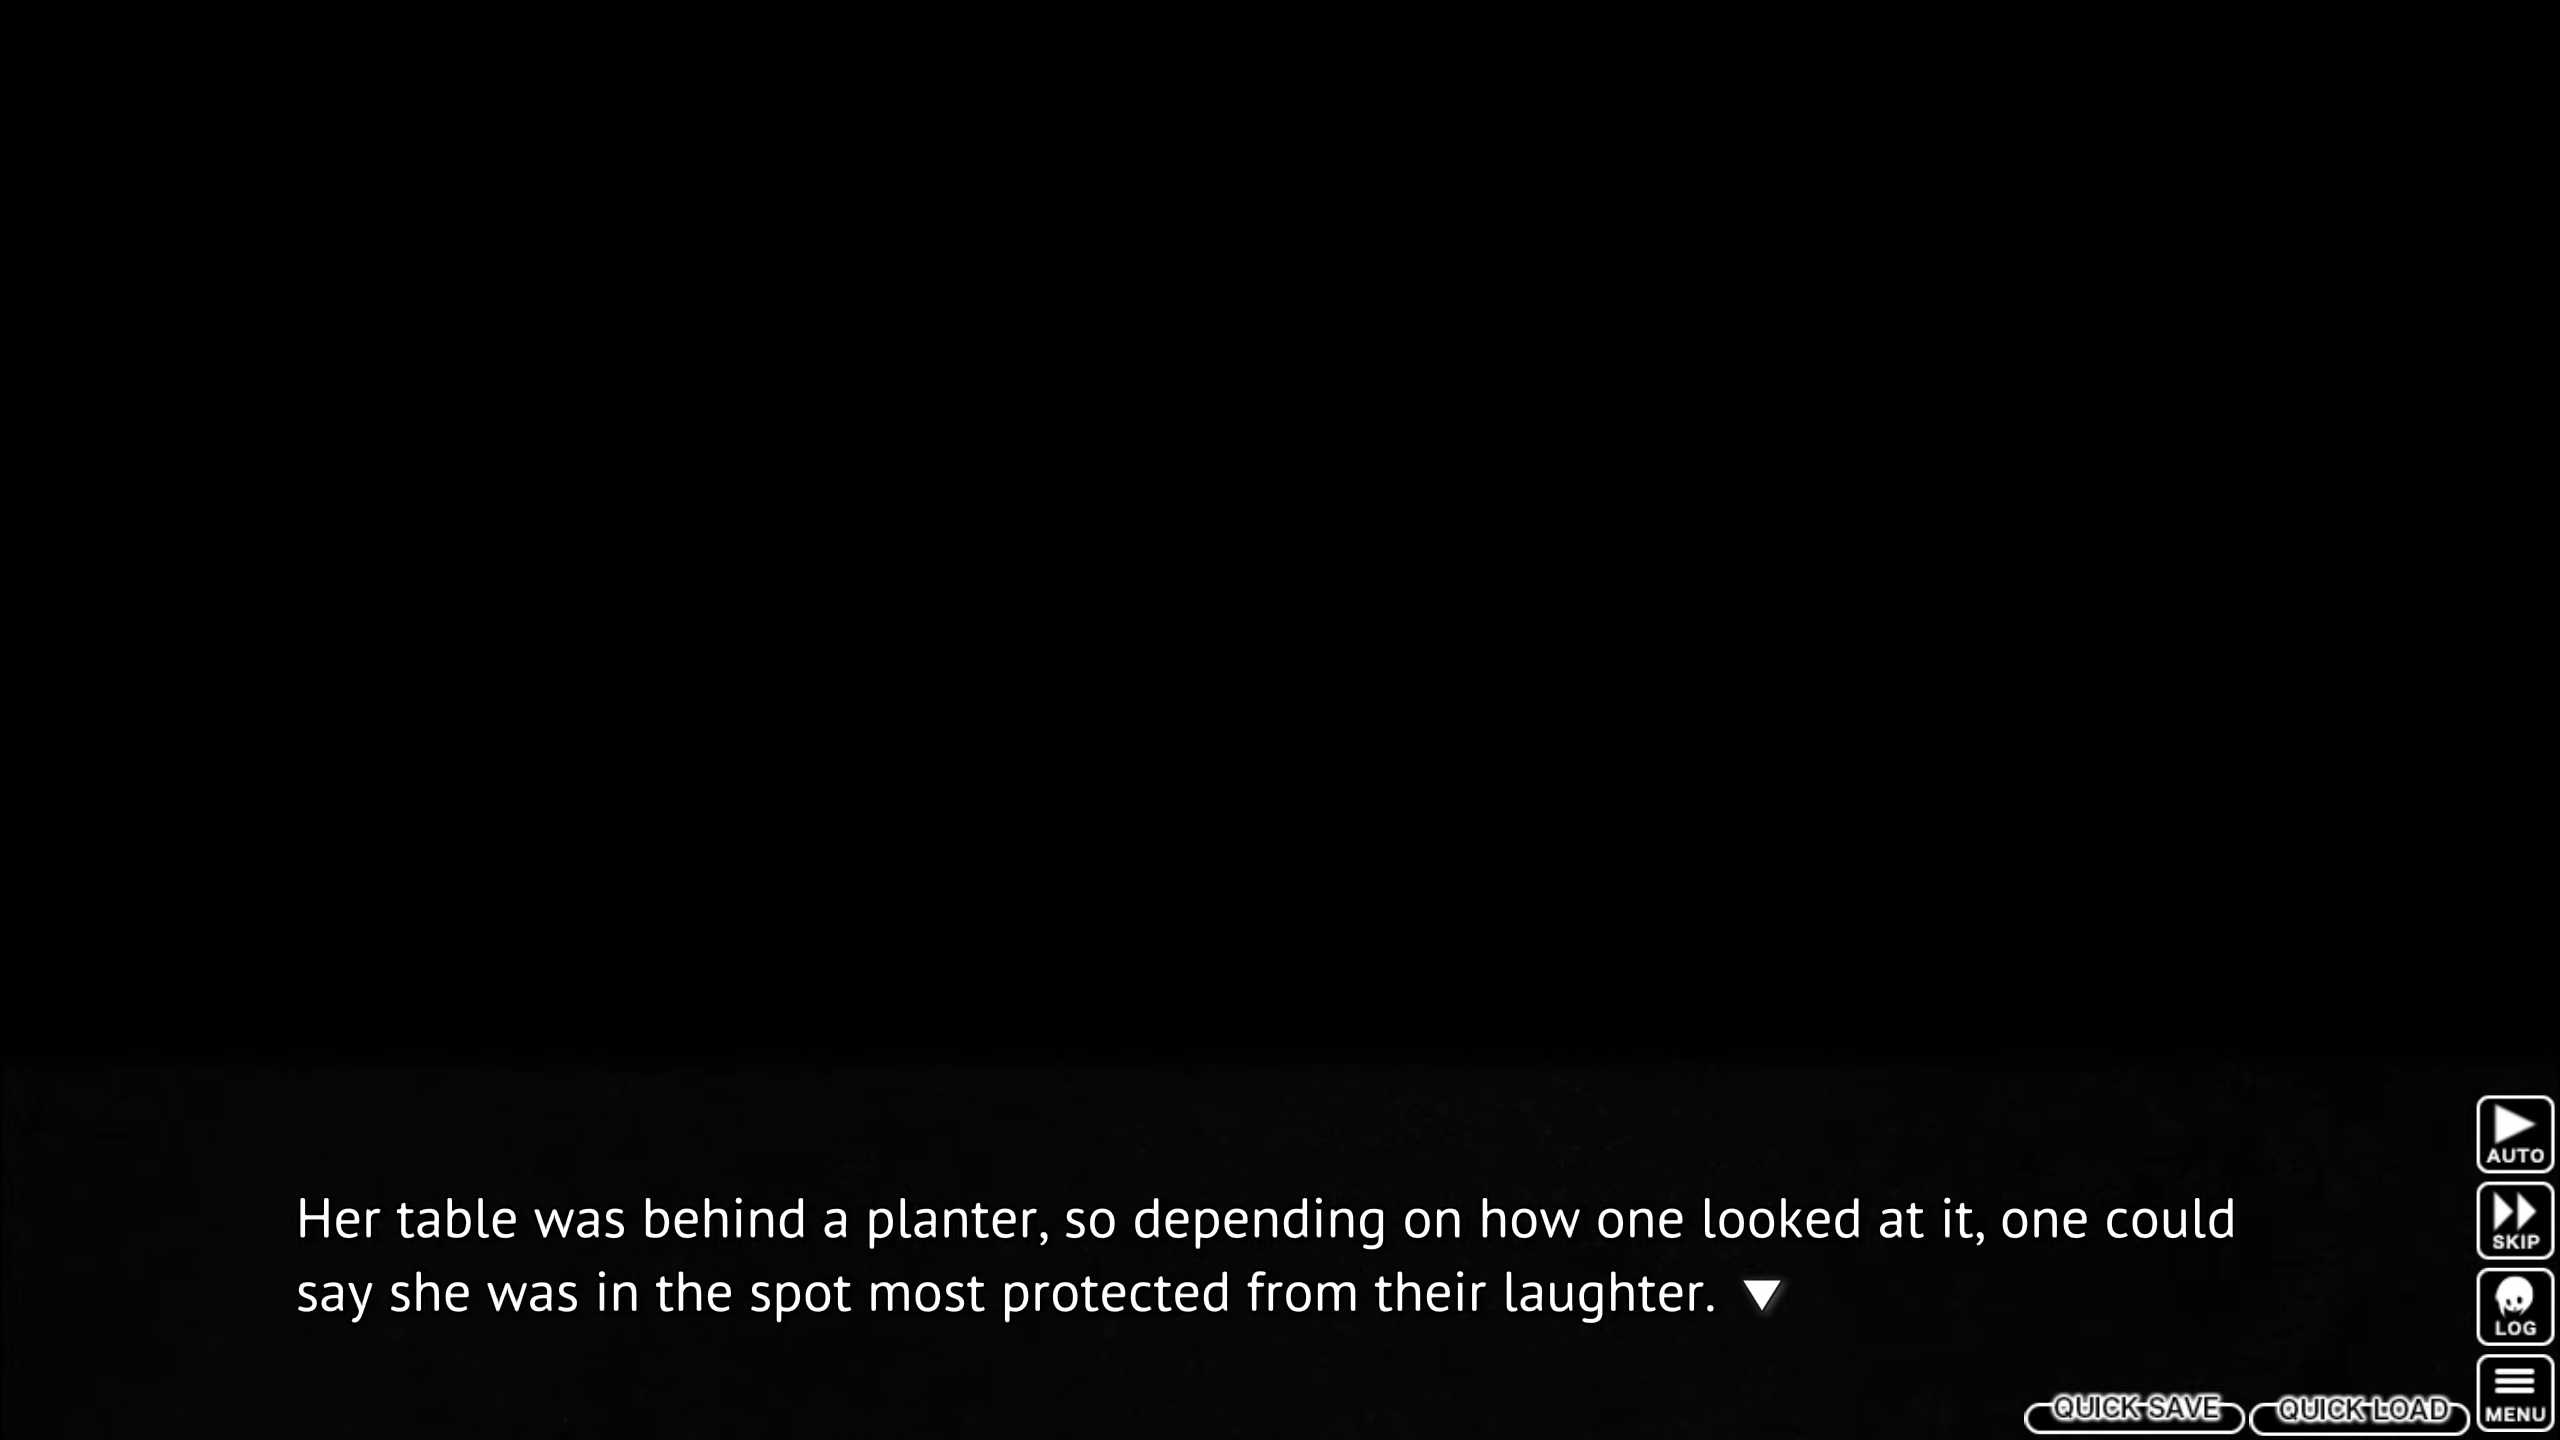 Her table was behind a planter, so depending on how one looked at it, one could
say she was in the spot most protected from their laughter.
AUTO
SKIP
LOG
MENU
QUICK SAVE QUICK LOAD